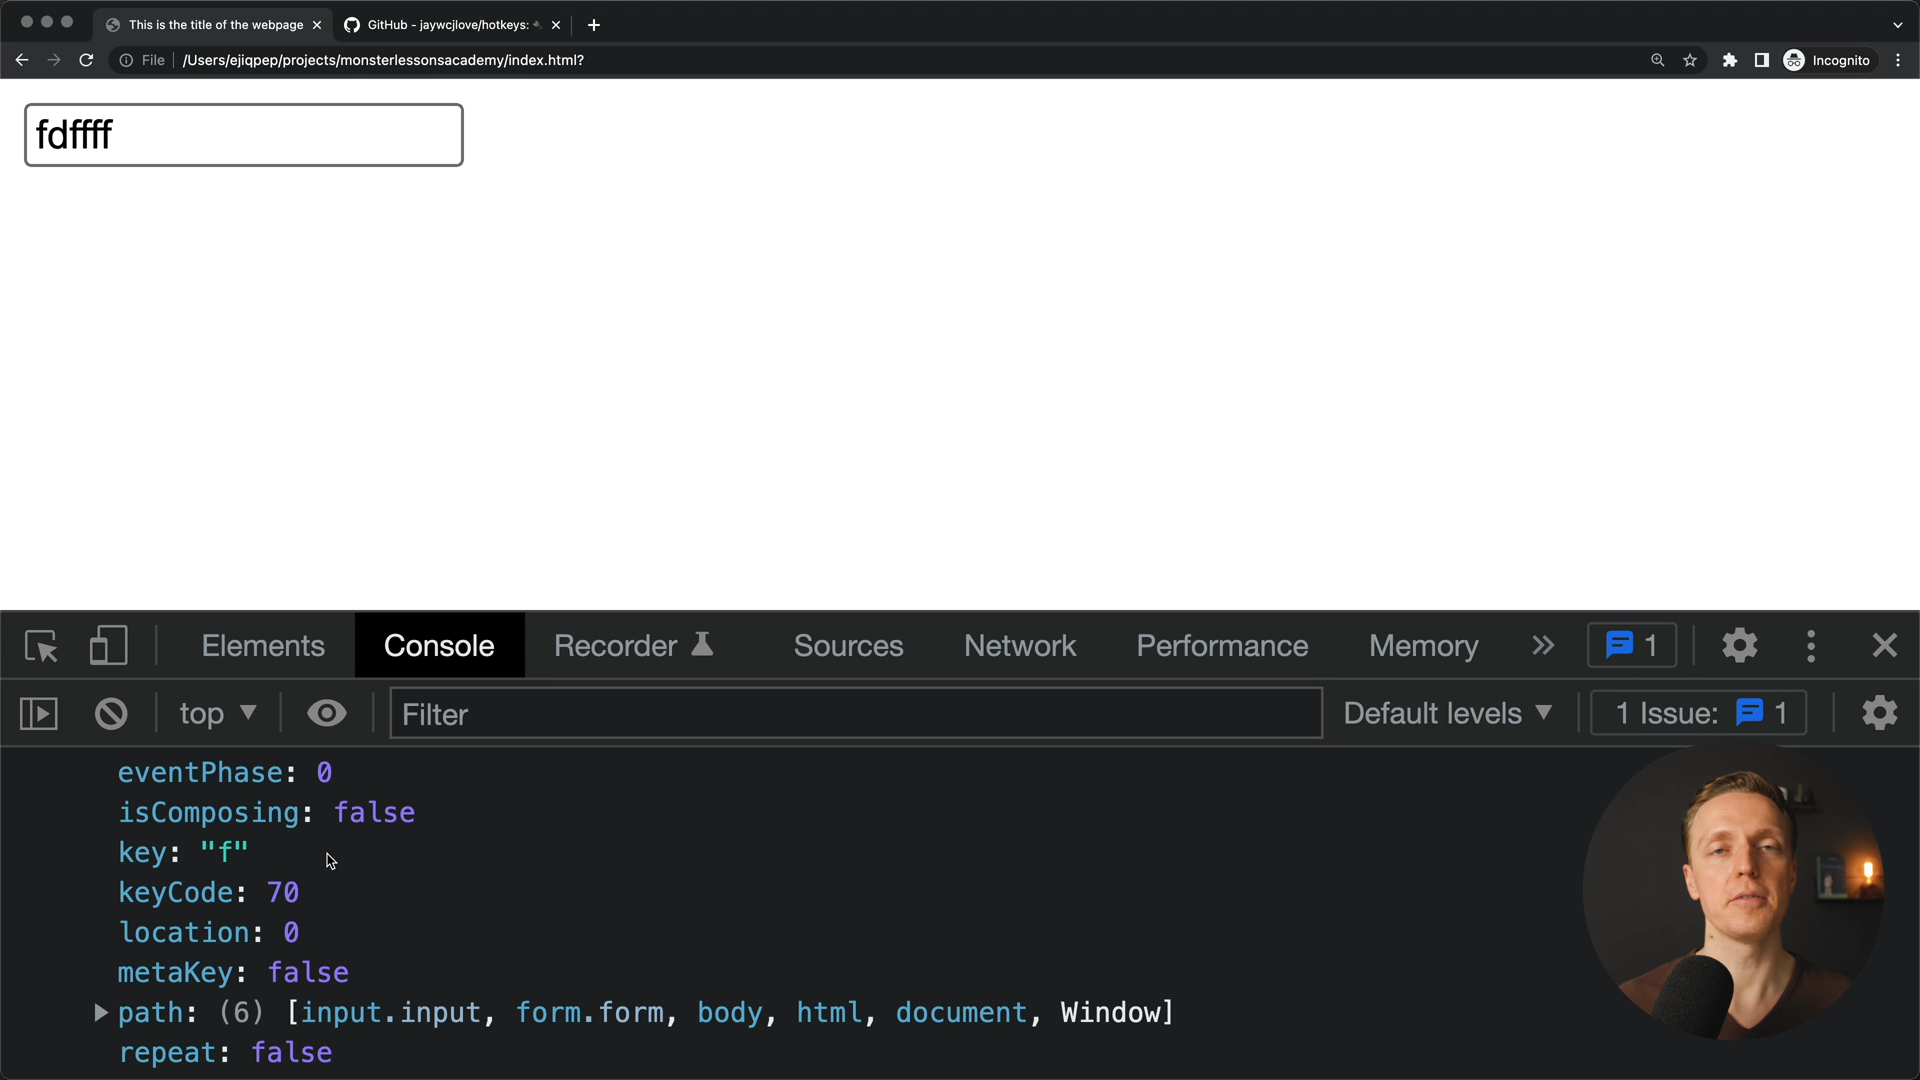 This is the title of the webpage
GitHub - jaywcjlove/hotkeys:
File
/Users/ejiqpep/projects/monsterlessonsacademy/index.html?
Incognito
fdffff
Elements
Console
Recorder
Sources
Network
Performance
Memory
1
top
Filter
Default levels
1 Issue: 1
eventPhase: 0
isComposing: false
key: "f"
keyCode: 70
location: 0
metaKey: false
path: (6) [input.input, form.form, body, html, document, Window]
repeat: false